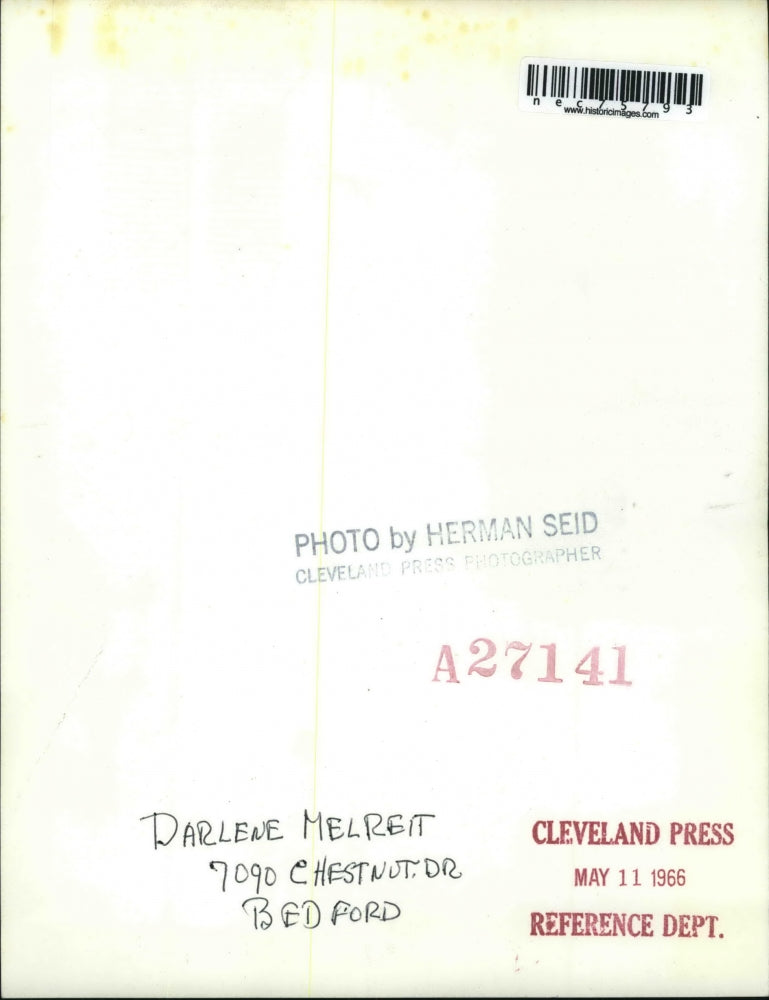 nec75793
www.historicimages.com
PHOTO by HERMAN SEID
CLEVELAND PRESS PHOTOGRAPHER
A27141
DARLENE MELREIT
7090 CHESTNUT DR
BEDFORD
CLEVELAND PRESS
MAY 11 1966
REFERENCE DEPT.